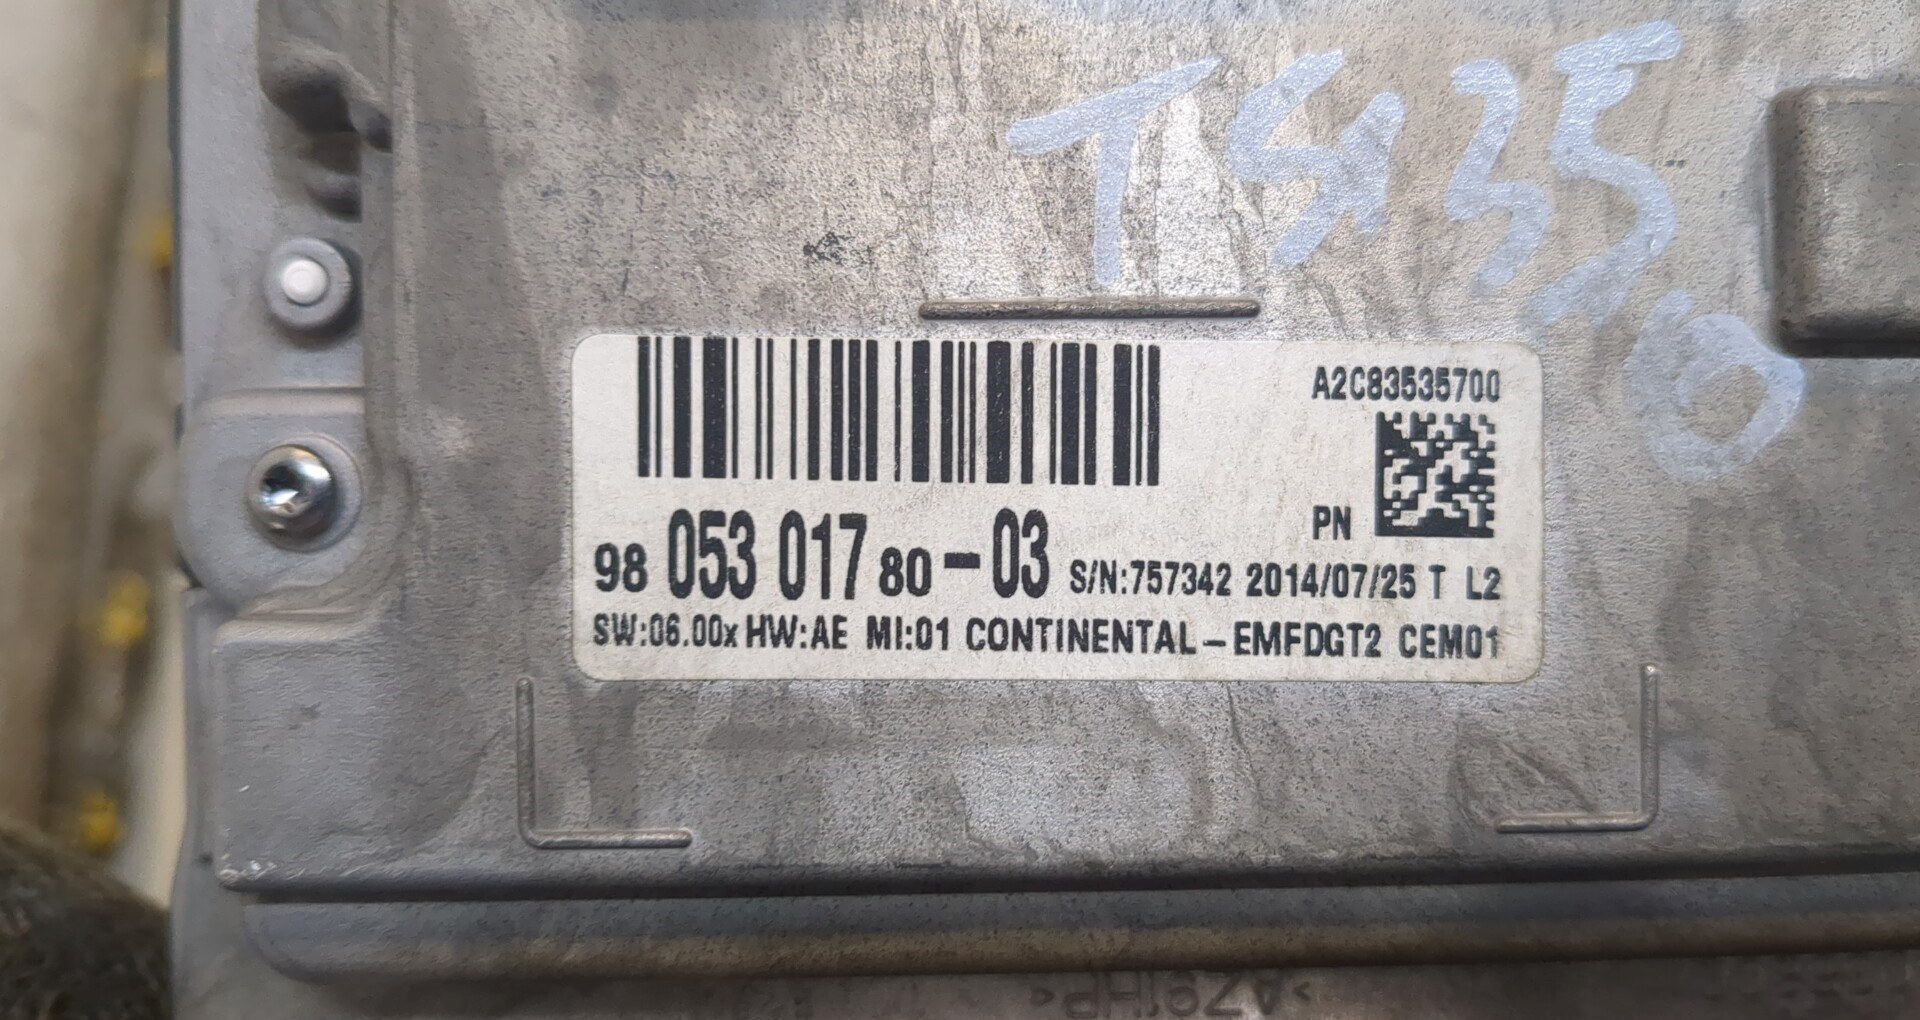 TS1350
A2C83535700
PN
98 053 017 80-03 S/N:757342 2014/07/25 T L2
SW:06.00x HW:AE MI:01 CONTINENTAL-EMFDGT2 CEM01